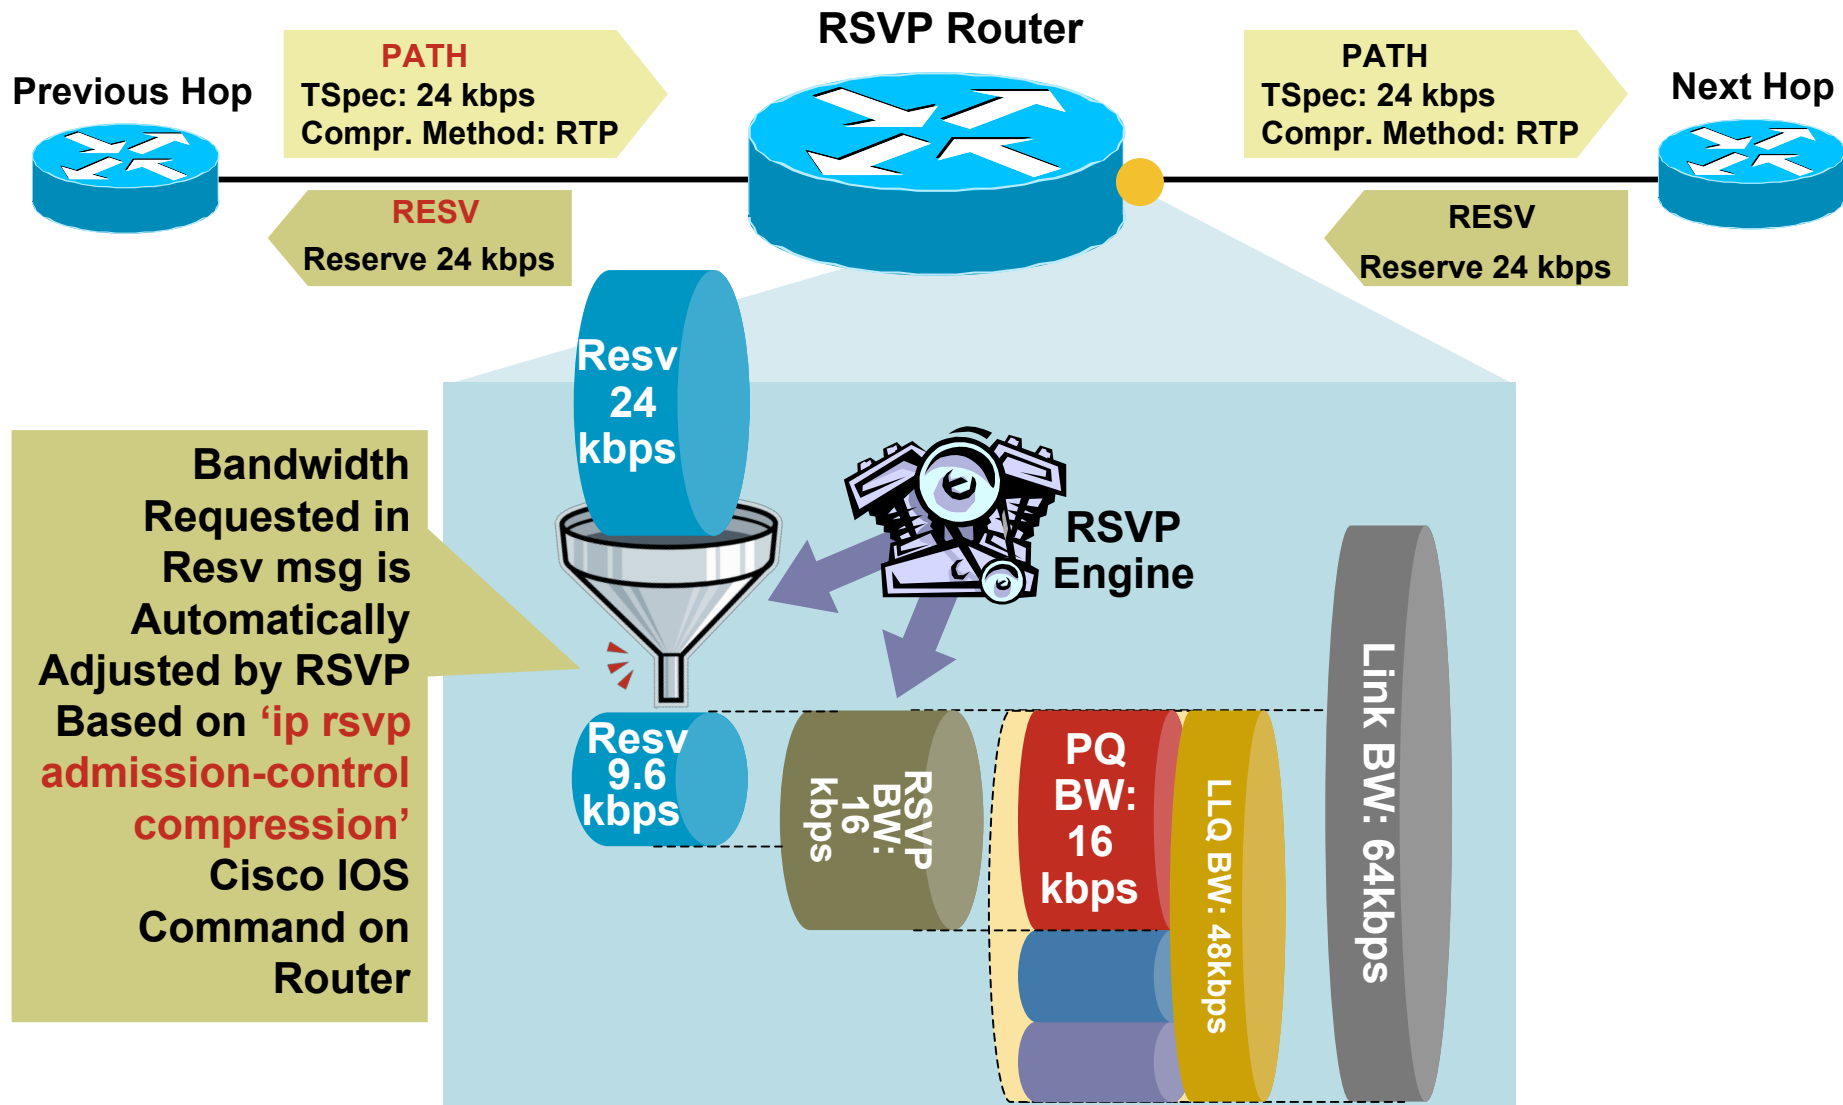 RSVP Router
PATH
TSpec: 24 kbps
Compr. Method: RTP
PATH
TSpec: 24 kbps
Compr. Method: RTP
Previous Hop
Next Hop
RESV
Reserve 24 kbps
RESV
Reserve 24 kbps
Resv
24
kbps
Bandwidth
Requested in
Resv msg is
Automatically
Adjusted by RSVP
Based on ‘ip rsvp
admission-control
compression’
Cisco IOS
Command on
Router
RSVP
Engine
Resv
9.6
kbps
RSVP
BW:
16
kbps
PQ
BW:
16
kbps
LLQ BW: 48kbps
Link BW: 64kbps